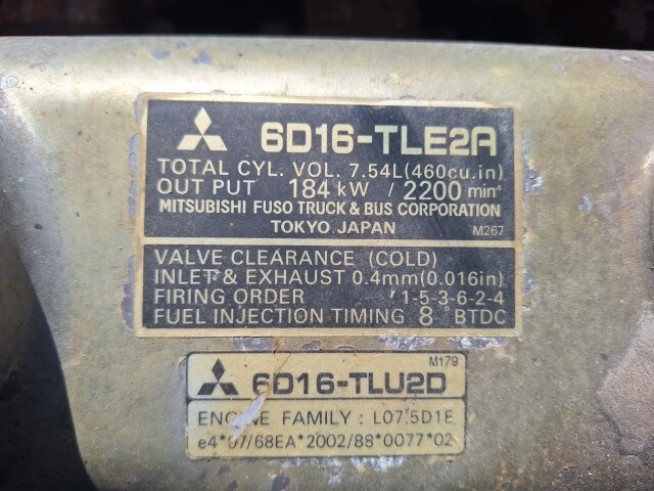 6D16-TLE2A
TOTAL CYL. VOL. 7.54L(460cu.in)
OUT PUT 184 kW / 2200 min⁻¹
MITSUBISHI FUSO TRUCK & BUS CORPORATION
TOKYO JAPAN M267
VALVE CLEARANCE (COLD)
INLET & EXHAUST 0.4mm(0.016in)
FIRING ORDER 1-5-3-6-2-4
FUEL INJECTION TIMING 8° BTDC
M179
6D16-TLU2D
ENGINE FAMILY : L07.5D1E
e4*97/68EA*2002/88*0077*02